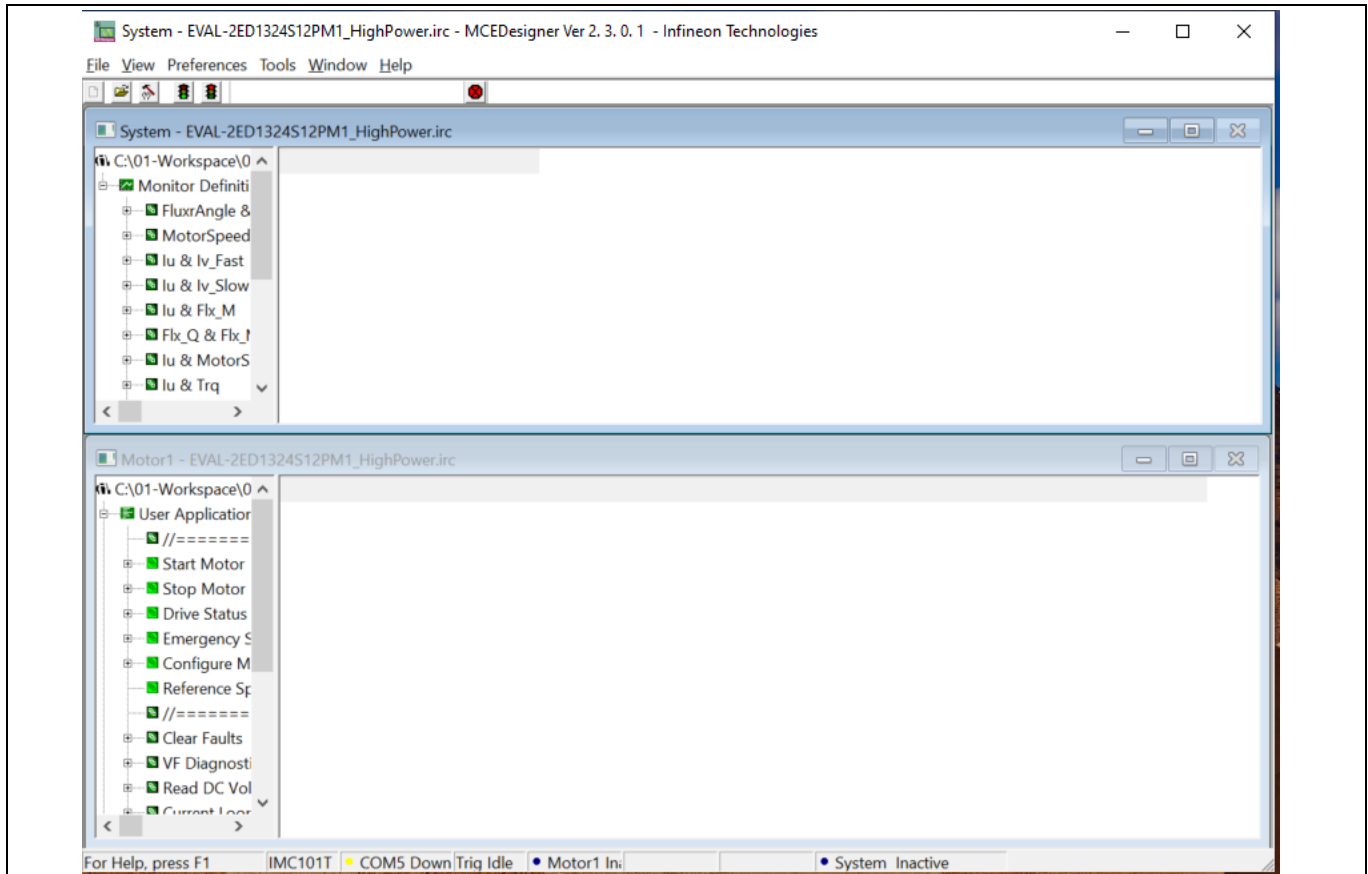 System - EVAL-2ED1324S12PM1_HighPower.irc - MCEDesigner Ver 2. 3. 0. 1 - Infineon Technologies
File View Preferences Tools Window Help
System - EVAL-2ED1324S12PM1_HighPower.irc
C:\01-Workspace\0
Monitor Definiti
FluxrAngle &
MotorSpeed
Iu & Iv_Fast
Iu & Iv_Slow
Iu & Flx_M
Flx_Q & Flx_M
Iu & MotorS
Iu & Trq
Motor1 - EVAL-2ED1324S12PM1_HighPower.irc
C:\01-Workspace\0
User Application
//=======
Start Motor
Stop Motor
Drive Status
Emergency S
Configure M
Reference Sp
//=======
Clear Faults
VF Diagnosti
Read DC Vol
Current Loop
For Help, press F1 IMC101T COM5 Down Trig Idle Motor1 Ina System Inactive